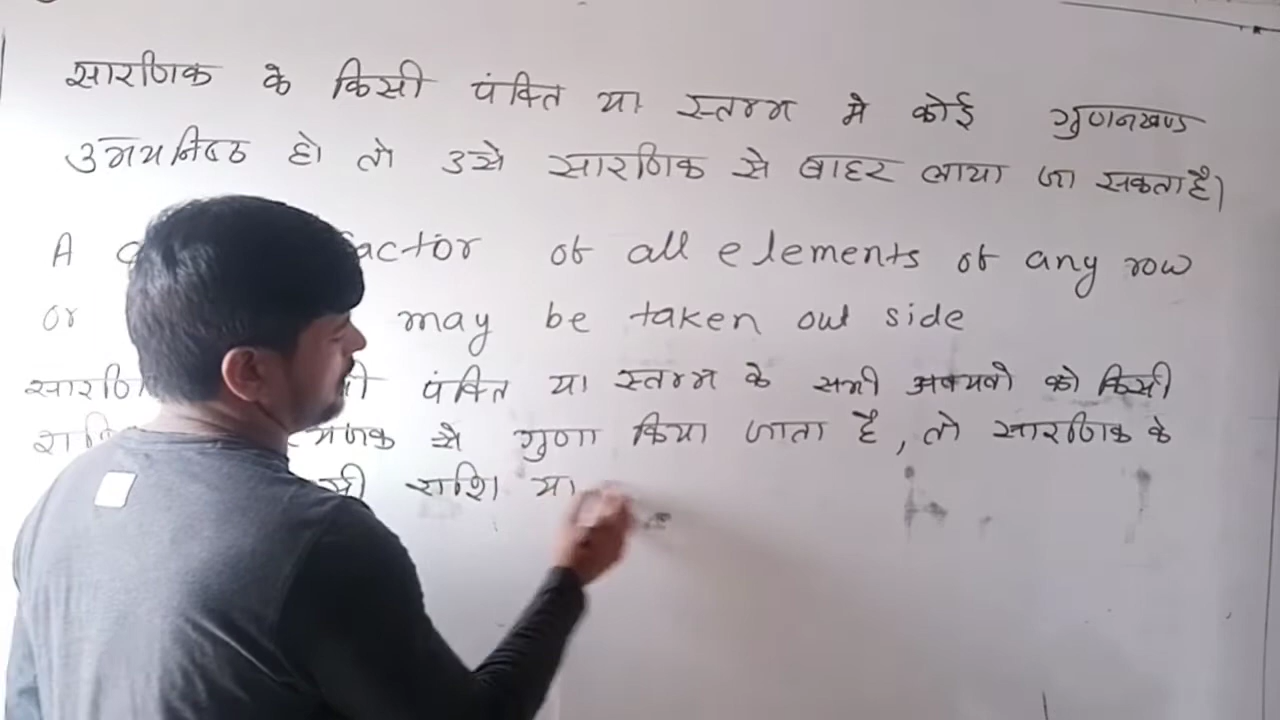 सारणिक के किसी पंक्ति या स्तम्भ मे कोई गुणनखण्ड
उभयनिष्ठ हो तो उसे सारणिक से बाहर लाया जा सकता है।
A factor of all elements of any row
or may be taken out side
पंक्ति या स्तम्भ के सभी अवयवो को किसी
से गुणा किया जाता है, तो सारणिक के
राशि या